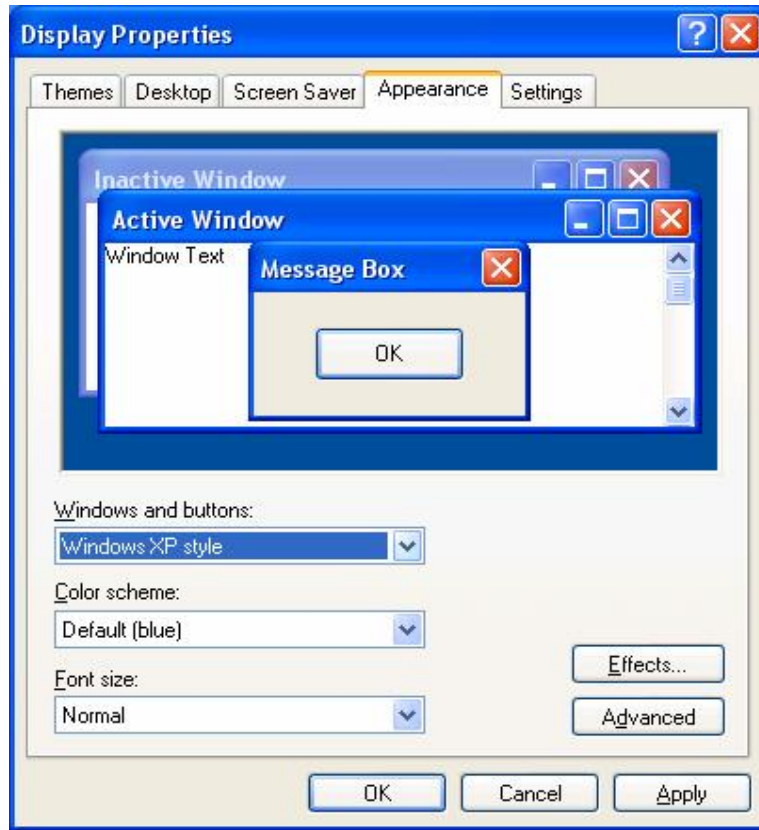 Display Properties
Themes Desktop Screen Saver Appearance Settings
Inactive Window
Active Window
Window Text
Message Box
OK
Windows and buttons:
Windows XP style
Color scheme:
Default (blue)
Effects...
Font size:
Normal
Advanced
OK Cancel Apply